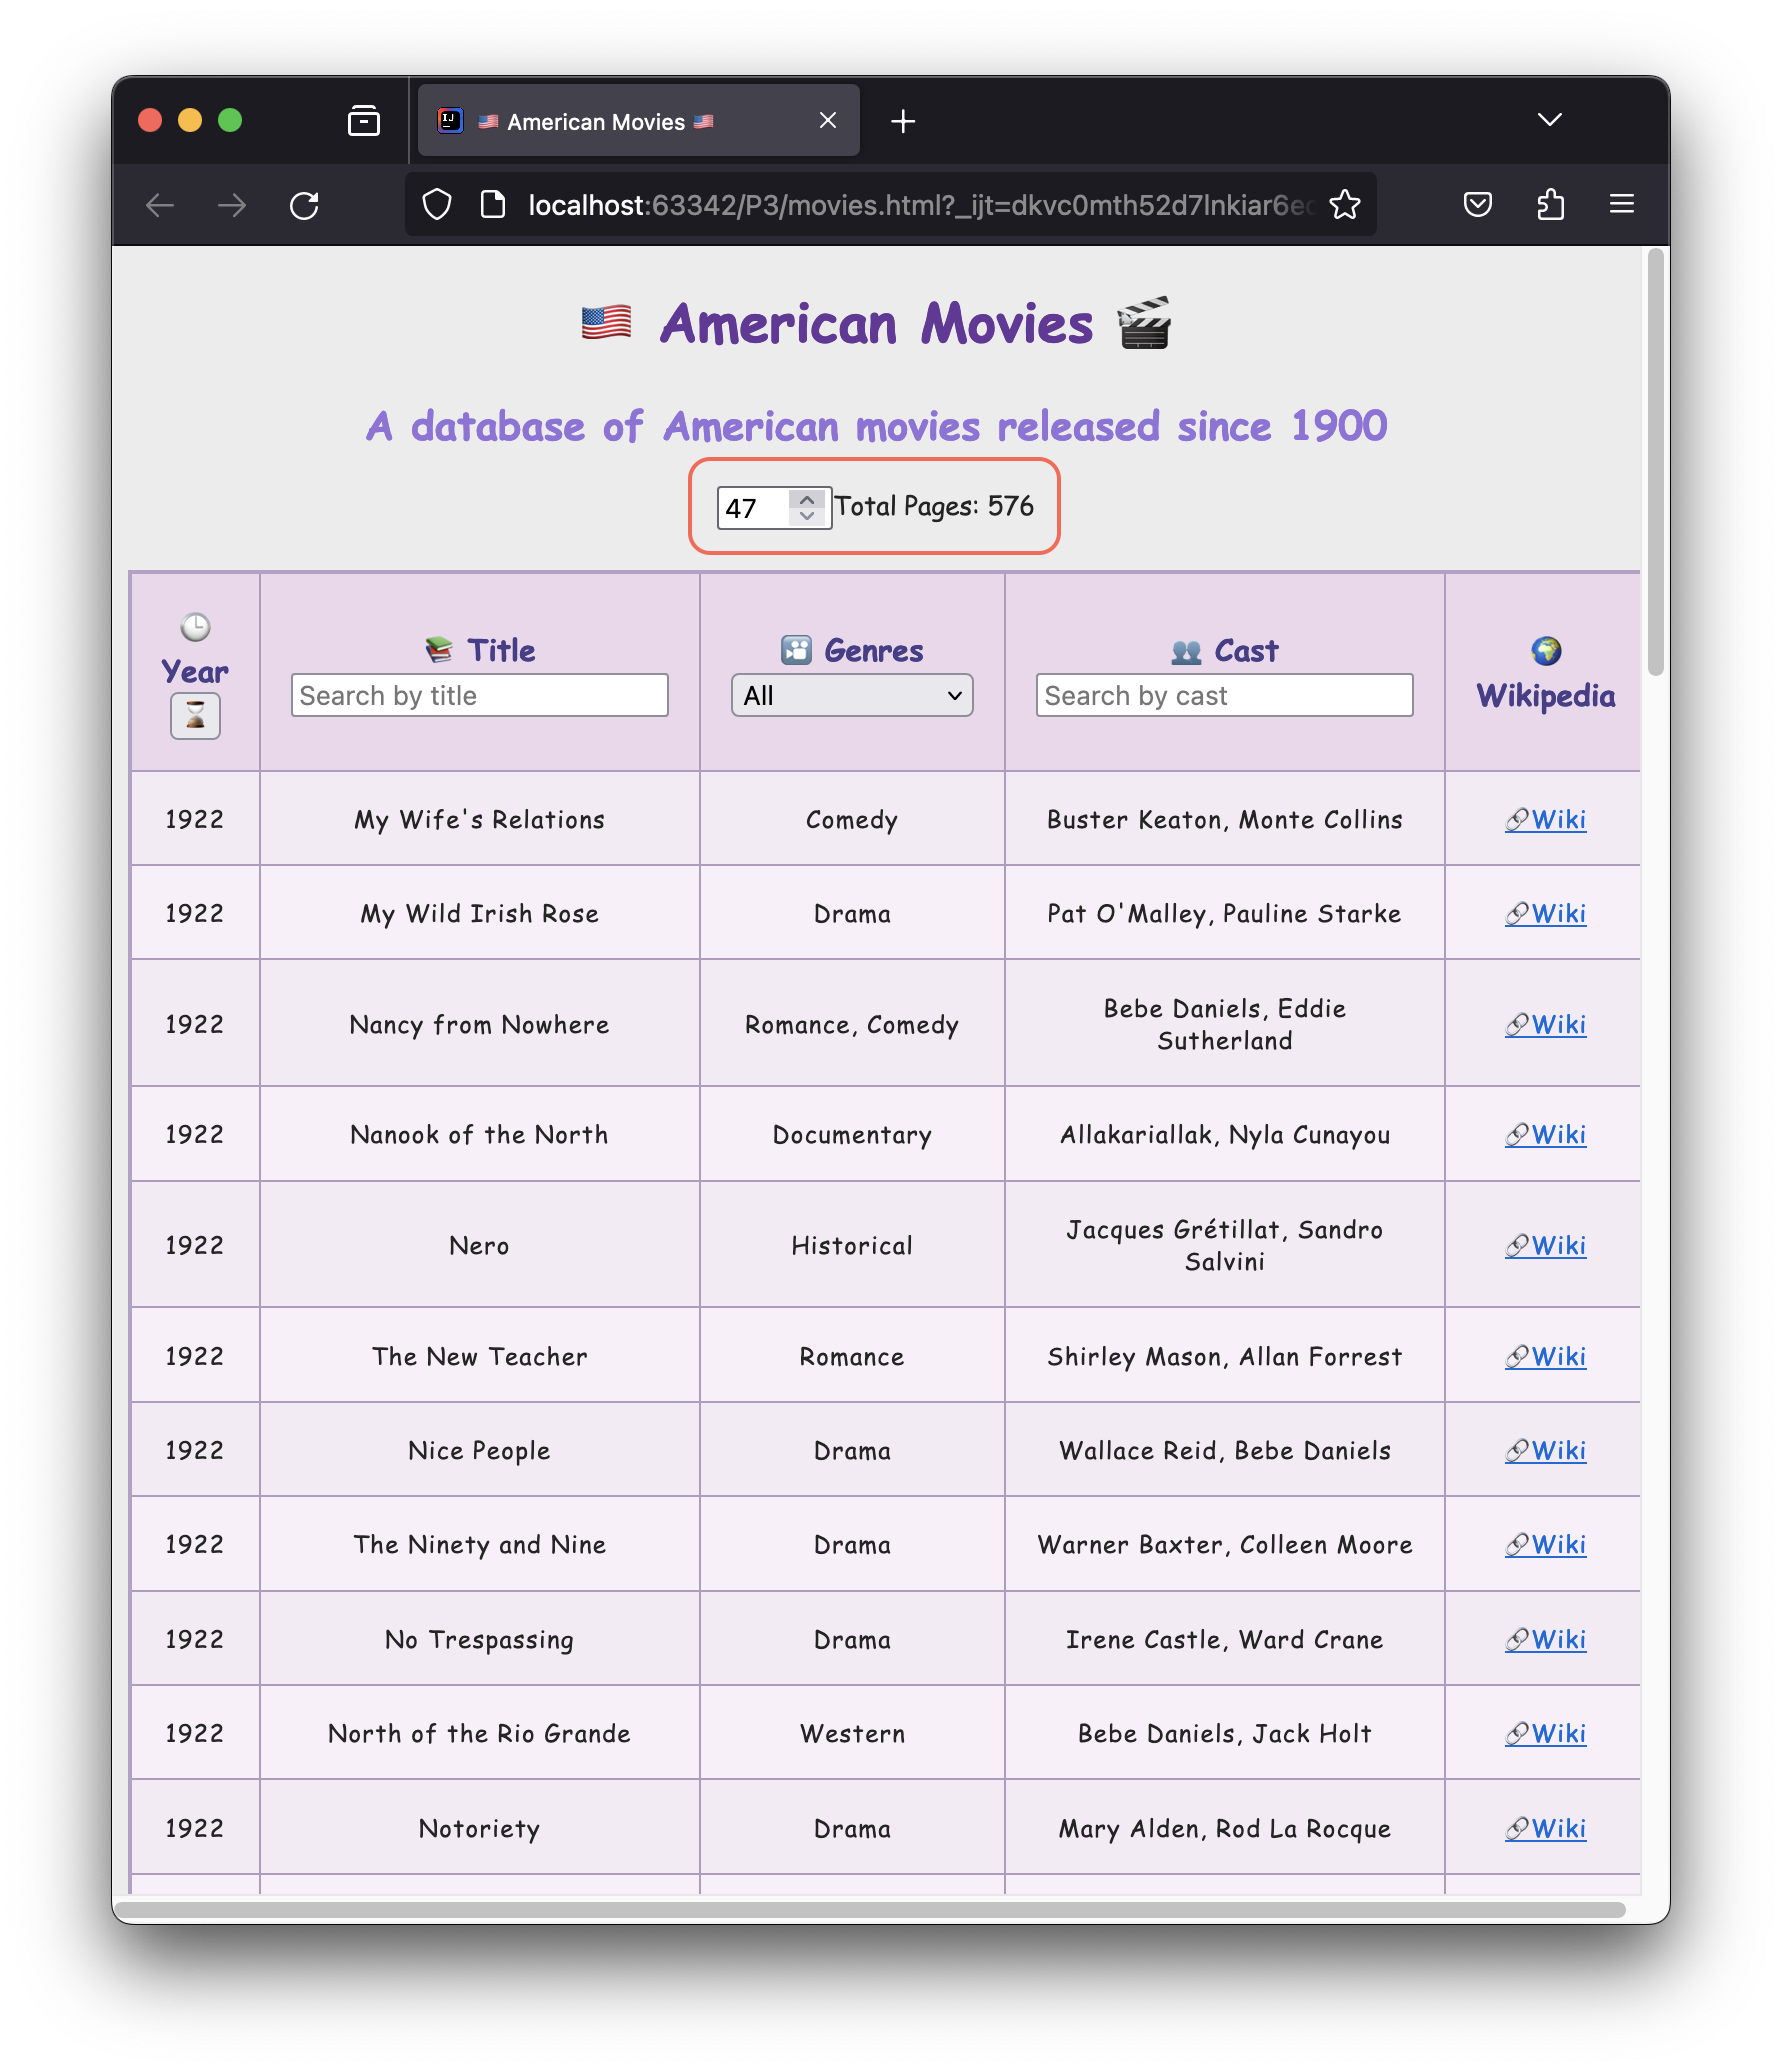 American Movies
localhost:63342/P3/movies.html?_ijt=dkvc0mth52d7lnkiar6e
American Movies
A database of American movies released since 1900
47 Total Pages: 576
Year
Title
Search by title
Genres
All
Cast
Search by cast
Wikipedia
1922 My Wife's Relations Comedy Buster Keaton, Monte Collins Wiki
1922 My Wild Irish Rose Drama Pat O'Malley, Pauline Starke Wiki
1922 Nancy from Nowhere Romance, Comedy Bebe Daniels, Eddie Sutherland Wiki
1922 Nanook of the North Documentary Allakariallak, Nyla Cunayou Wiki
1922 Nero Historical Jacques Grétillat, Sandro Salvini Wiki
1922 The New Teacher Romance Shirley Mason, Allan Forrest Wiki
1922 Nice People Drama Wallace Reid, Bebe Daniels Wiki
1922 The Ninety and Nine Drama Warner Baxter, Colleen Moore Wiki
1922 No Trespassing Drama Irene Castle, Ward Crane Wiki
1922 North of the Rio Grande Western Bebe Daniels, Jack Holt Wiki
1922 Notoriety Drama Mary Alden, Rod La Rocque Wiki